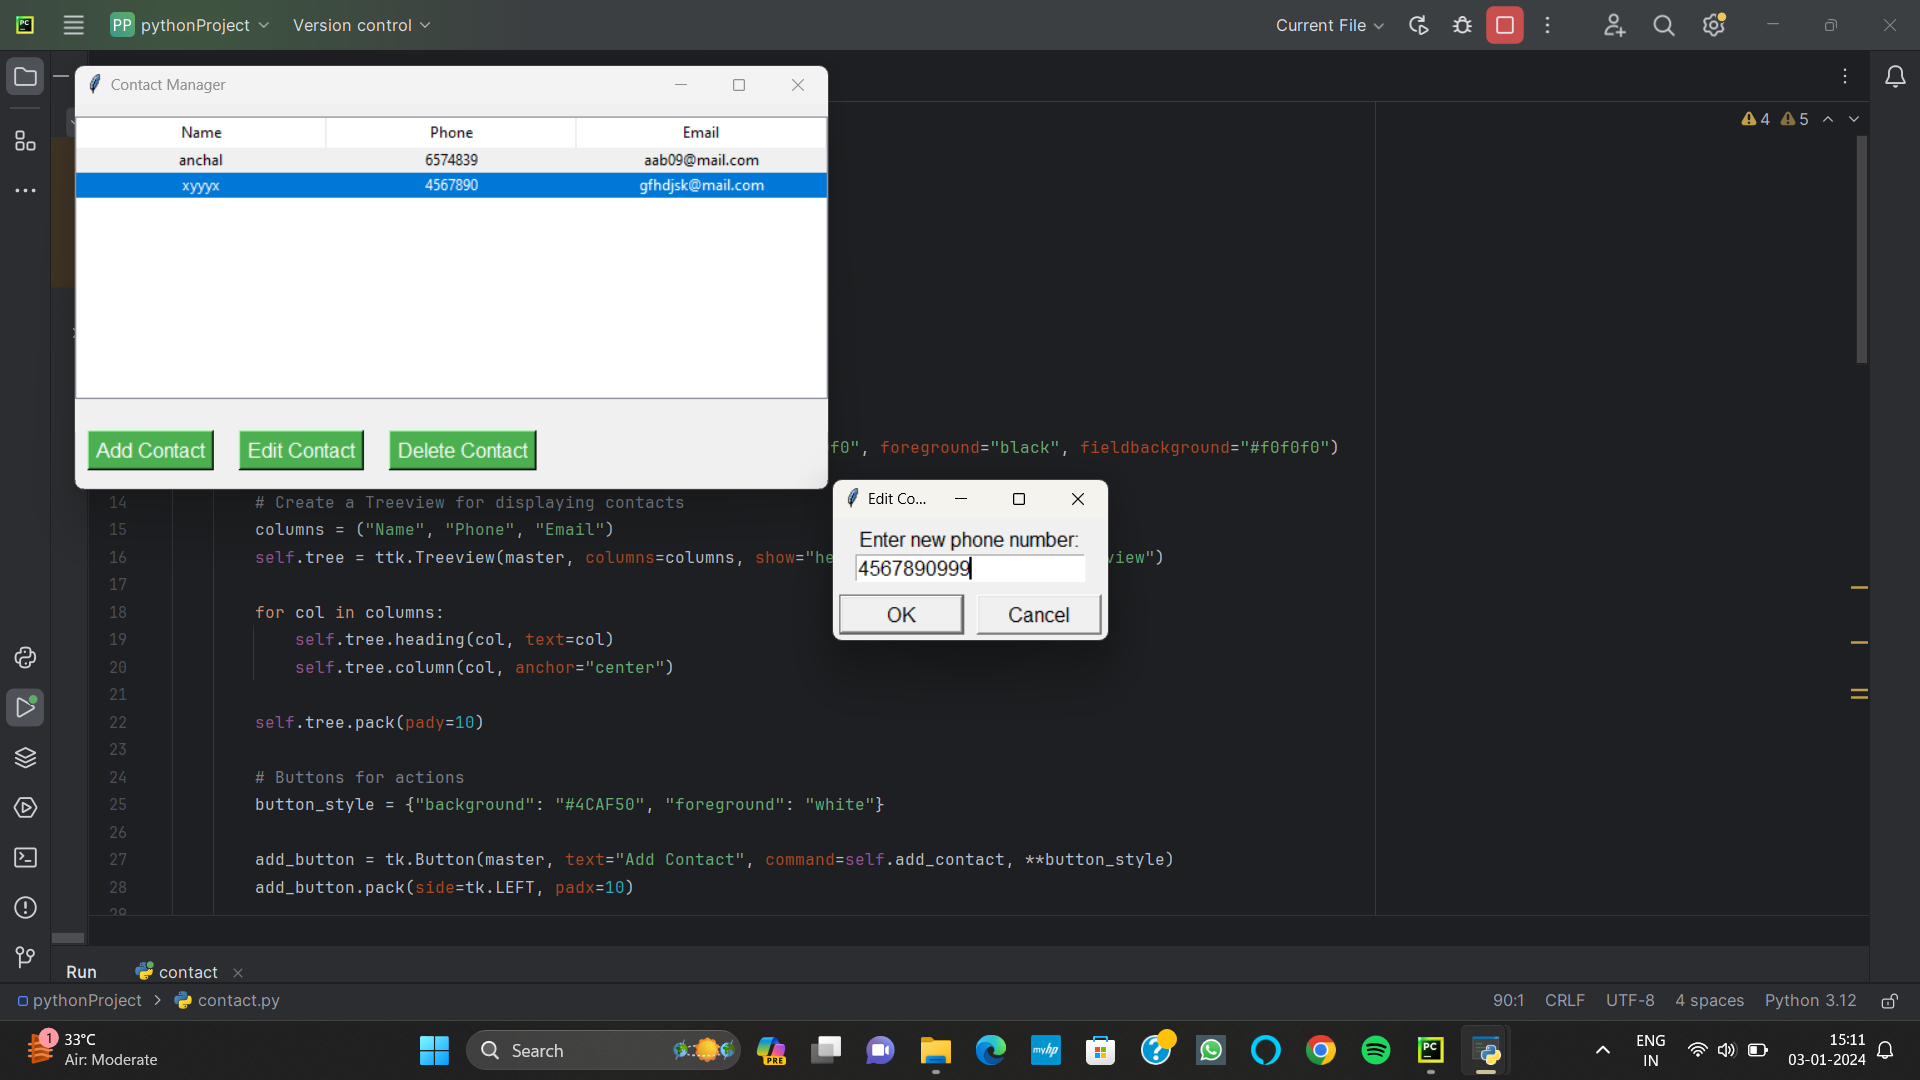 PC
PP pythonProject
Version control
Current File
Contact Manager
Name Phone Email
anchal 6574839 aab09@mail.com
xyyyx 4567890 gfhdjsk@mail.com
Add Contact Edit Contact Delete Contact
4 5
f0", foreground="black", fieldbackground="#f0f0f0")
14 # Create a Treeview for displaying contacts
15 columns = ("Name", "Phone", "Email")
16 self.tree = ttk.Treeview(master, columns=columns, show="he
view")
17
18 for col in columns:
19 self.tree.heading(col, text=col)
20 self.tree.column(col, anchor="center")
21
22 self.tree.pack(pady=10)
23
24 # Buttons for actions
25 button_style = {"background": "#4CAF50", "foreground": "white"}
26
27 add_button = tk.Button(master, text="Add Contact", command=self.add_contact, **button_style)
28 add_button.pack(side=tk.LEFT, padx=10)
29
Edit Co...
Enter new phone number:
4567890999
OK Cancel
Run contact
pythonProject > contact.py
90:1 CRLF UTF-8 4 spaces Python 3.12
1
33°C
Air: Moderate
Search
PRE
myhp
PC
ENG
IN
15:11
03-01-2024